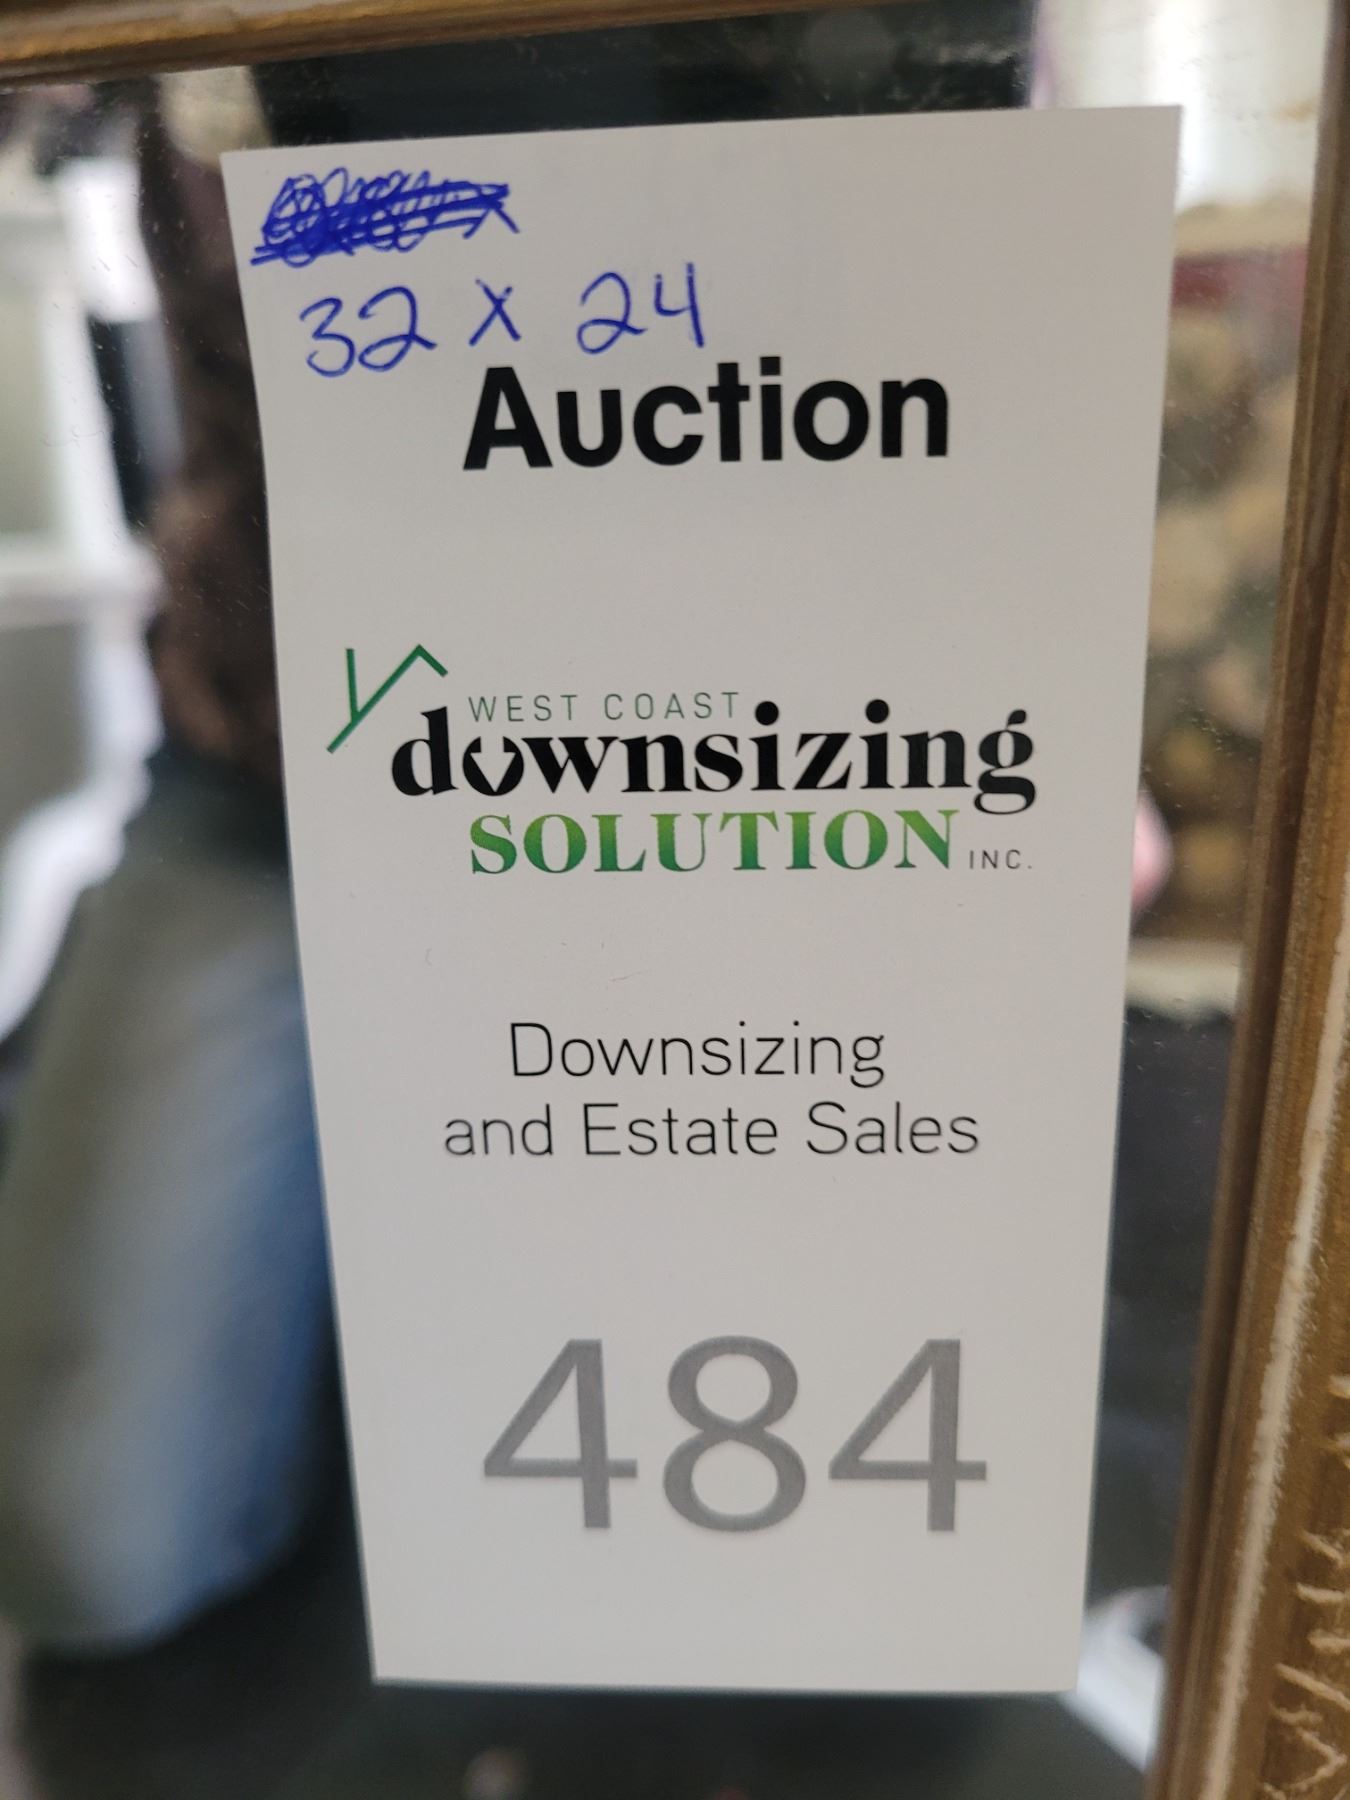 32 x 24
Auction
WEST COAST
downsizing
SOLUTION INC.
Downsizing
and Estate Sales
484